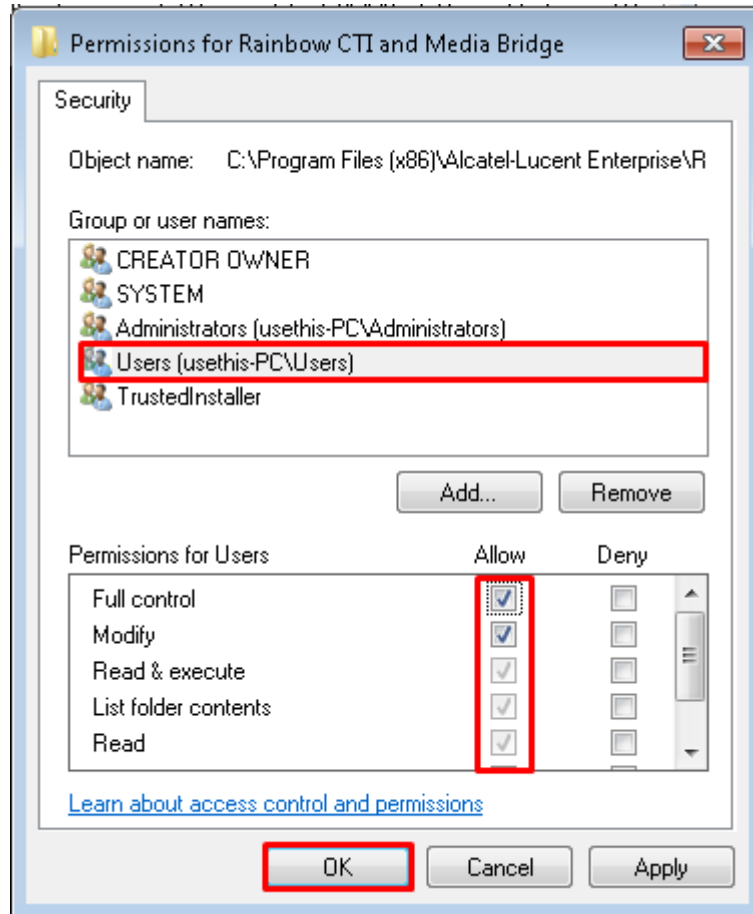 Permissions for Rainbow CTI and Media Bridge
Security
Object name: C:\Program Files (x86)\Alcatel-Lucent Enterprise\R
Group or user names:
CREATOR OWNER
SYSTEM
Administrators (usethis-PC\Administrators)
Users (usethis-PC\Users)
TrustedInstaller
Add... Remove
Permissions for Users Allow Deny
Full control
Modify
Read & execute
List folder contents
Read
Learn about access control and permissions
OK Cancel Apply